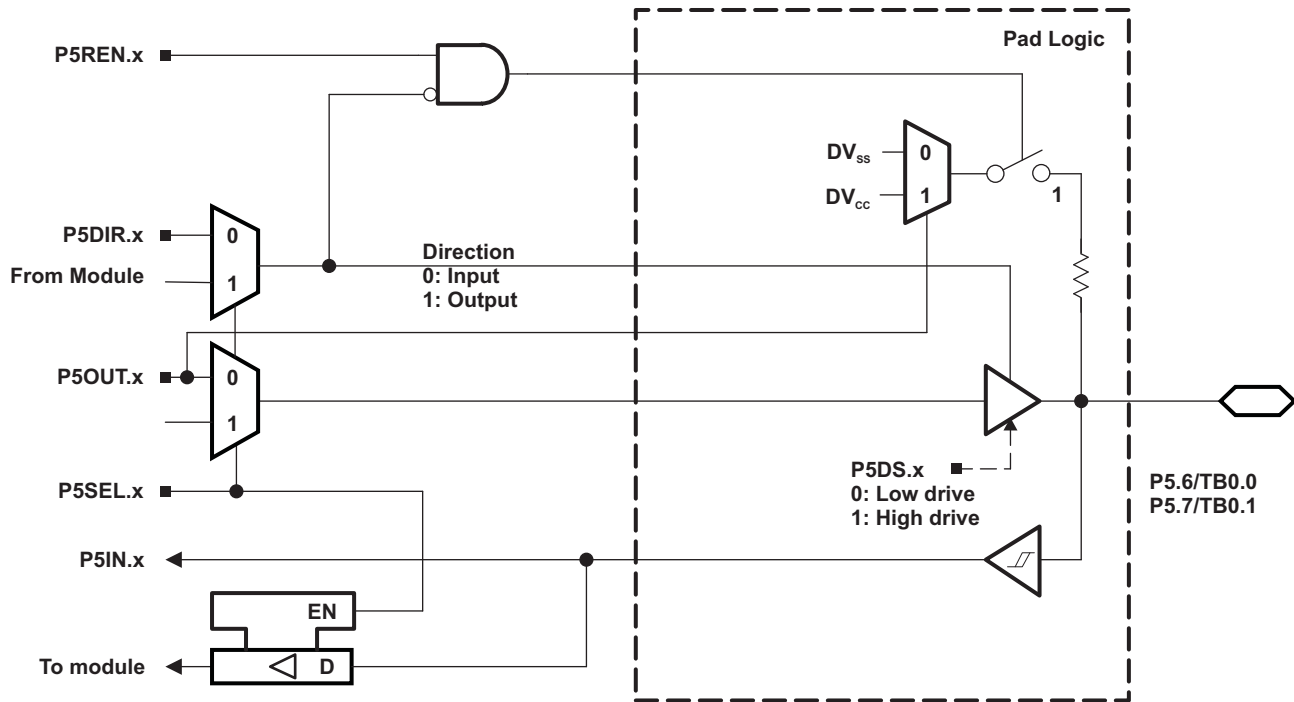 Pad Logic
P5REN.x
DVss
0
DVcc
1
1
P5DIR.x
0
From Module
1
Direction
0: Input
1: Output
P5OUT.x
0
1
P5DS.x
0: Low drive
1: High drive
P5.6/TB0.0
P5.7/TB0.1
P5SEL.x
P5IN.x
EN
To module
D